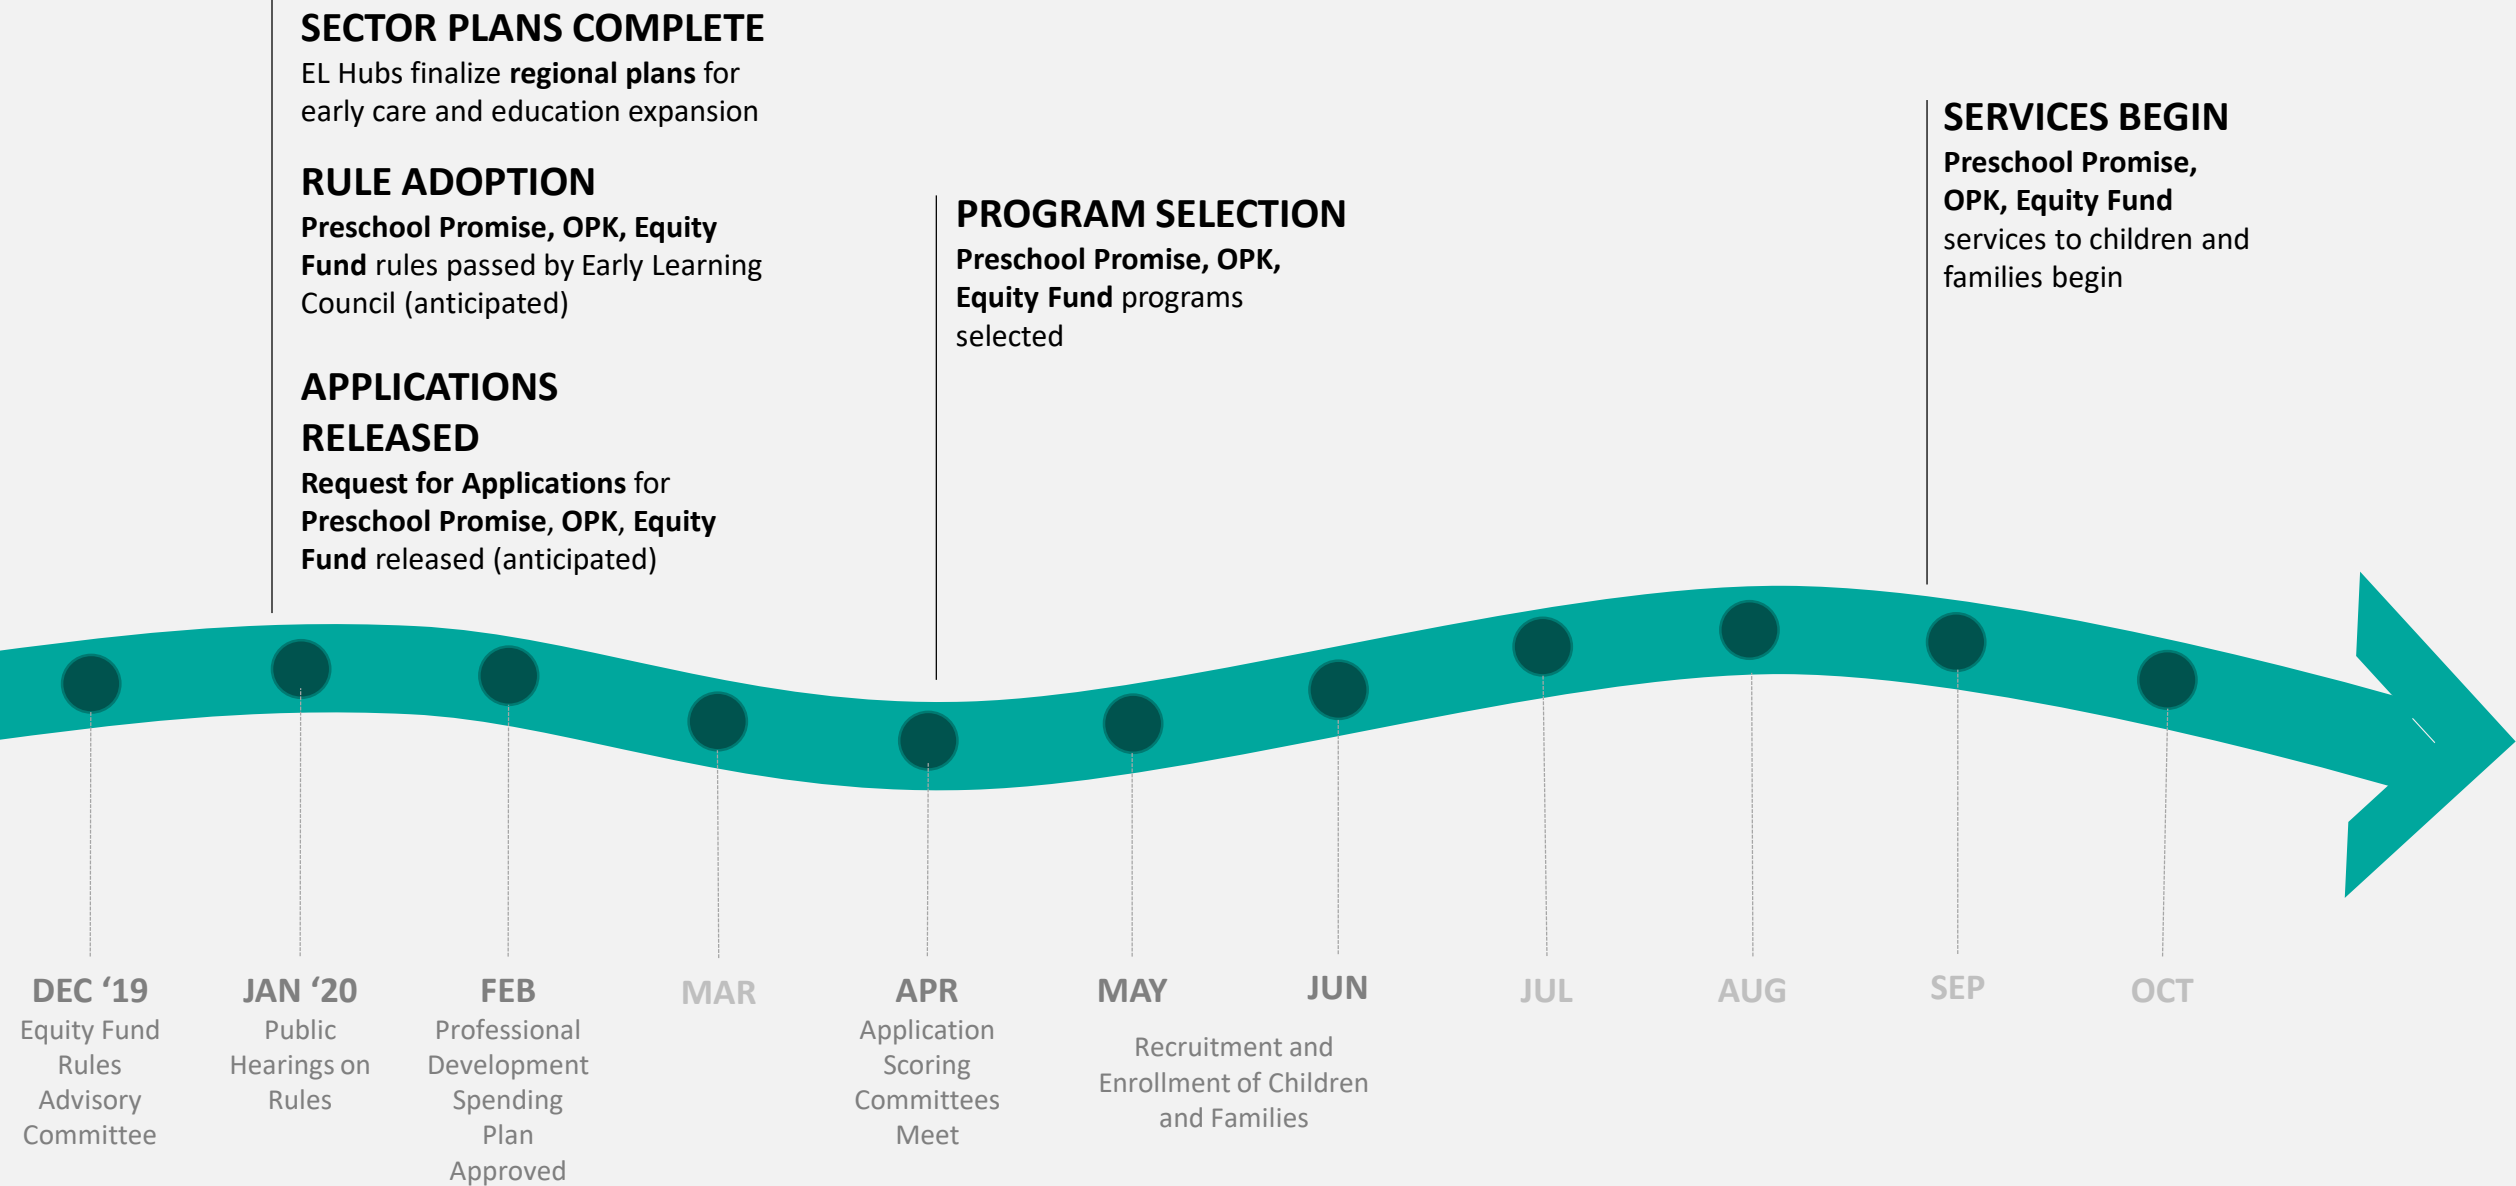 SECTOR PLANS COMPLETE
EL Hubs finalize regional plans for
early care and education expansion
RULE ADOPTION
Preschool Promise, OPK, Equity
Fund rules passed by Early Learning
Council (anticipated)
APPLICATIONS
RELEASED
Request for Applications for
Preschool Promise, OPK, Equity
Fund released (anticipated)
PROGRAM SELECTION
Preschool Promise, OPK,
Equity Fund programs
selected
SERVICES BEGIN
Preschool Promise,
OPK, Equity Fund
services to children and
families begin
DEC ‘19
Equity Fund
Rules
Advisory
Committee
JAN ‘20
Public
Hearings on
Rules
FEB
Professional
Development
Spending
Plan
Approved
MAR
APR
Application
Scoring
Committees
Meet
MAY
JUN
Recruitment and
Enrollment of Children
and Families
JUL
AUG
SEP
OCT